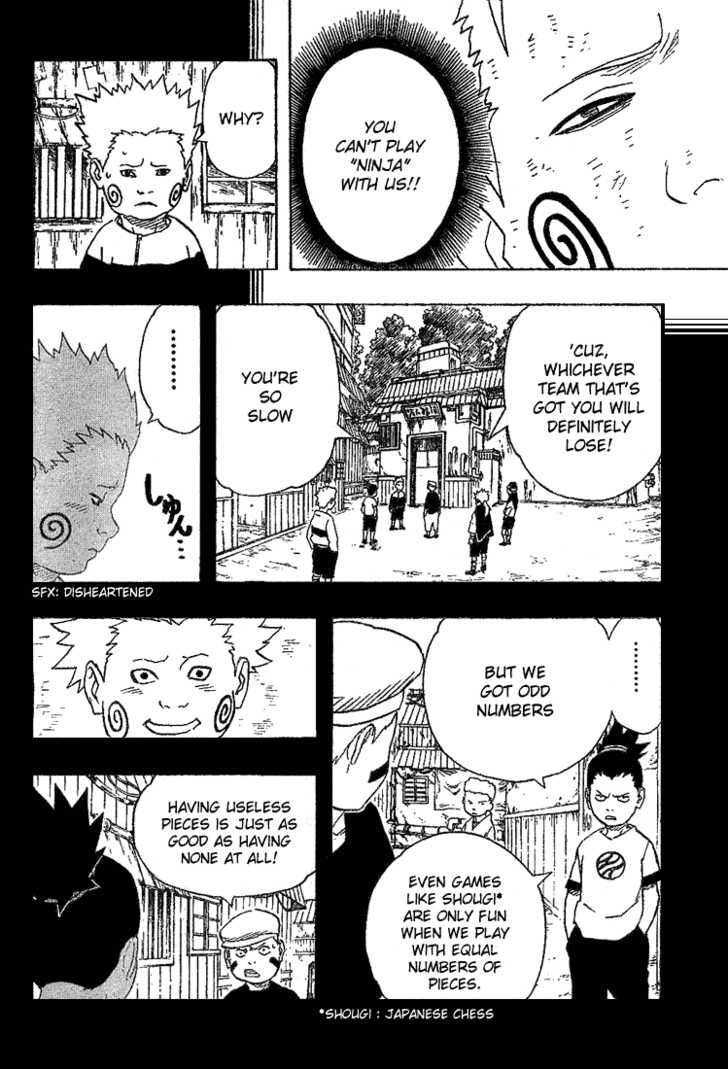 YOU
CAN'T PLAY
"NINJA"
WITH US!!
WHY?
'CUZ,
WHICHEVER
TEAM THAT'S
GOT YOU WILL
DEFINITELY
LOSE!
YOU'RE
SO
SLOW
........
しゅん…
SFX: DISHEARTENED
........
BUT WE
GOT ODD
NUMBERS
EVEN GAMES
LIKE SHOUGI*
ARE ONLY FUN
WHEN WE PLAY
WITH EQUAL
NUMBERS OF
PIECES.
HAVING USELESS
PIECES IS JUST AS
GOOD AS HAVING
NONE AT ALL!
*SHOUGI : JAPANESE CHESS